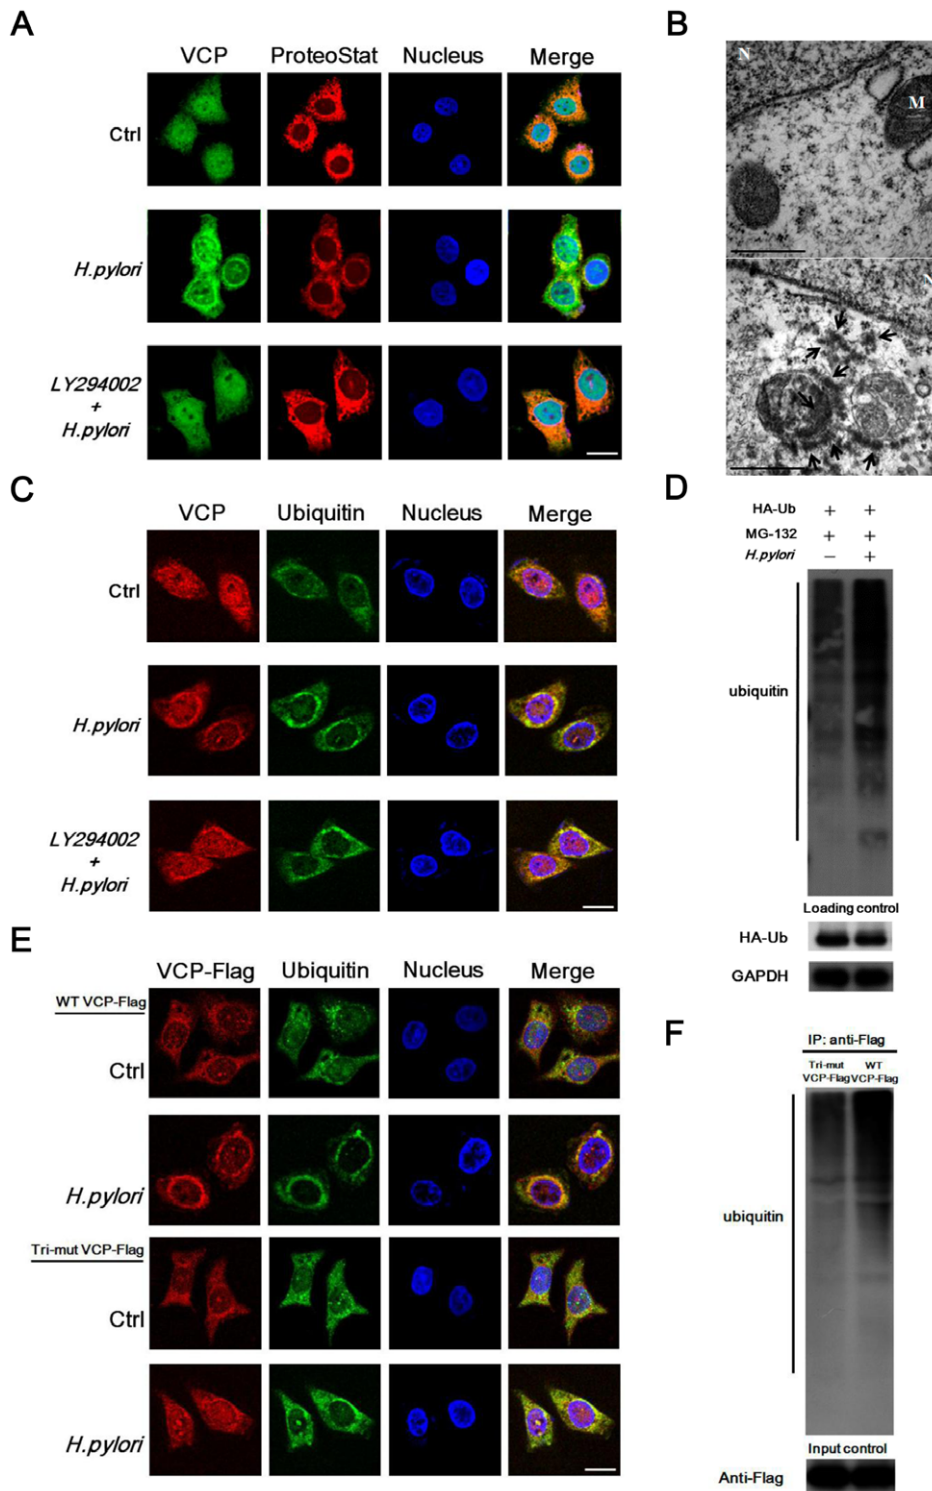 A
VCP ProteoStat Nucleus Merge
Ctrl
H.pylori
LY294002
+
H.pylori
B
N
M
N
C
VCP Ubiquitin Nucleus Merge
Ctrl
H.pylori
LY294002
+
H.pylori
D
HA-Ub + +
MG-132 + +
H.pylori – +
ubiquitin
Loading control
HA-Ub
GAPDH
E
VCP-Flag Ubiquitin Nucleus Merge
WT VCP-Flag
Ctrl
H.pylori
Tri-mut VCP-Flag
Ctrl
H.pylori
F
IP: anti-Flag
Tri-mut WT
VCP-Flag VCP-Flag
ubiquitin
Input control
Anti-Flag